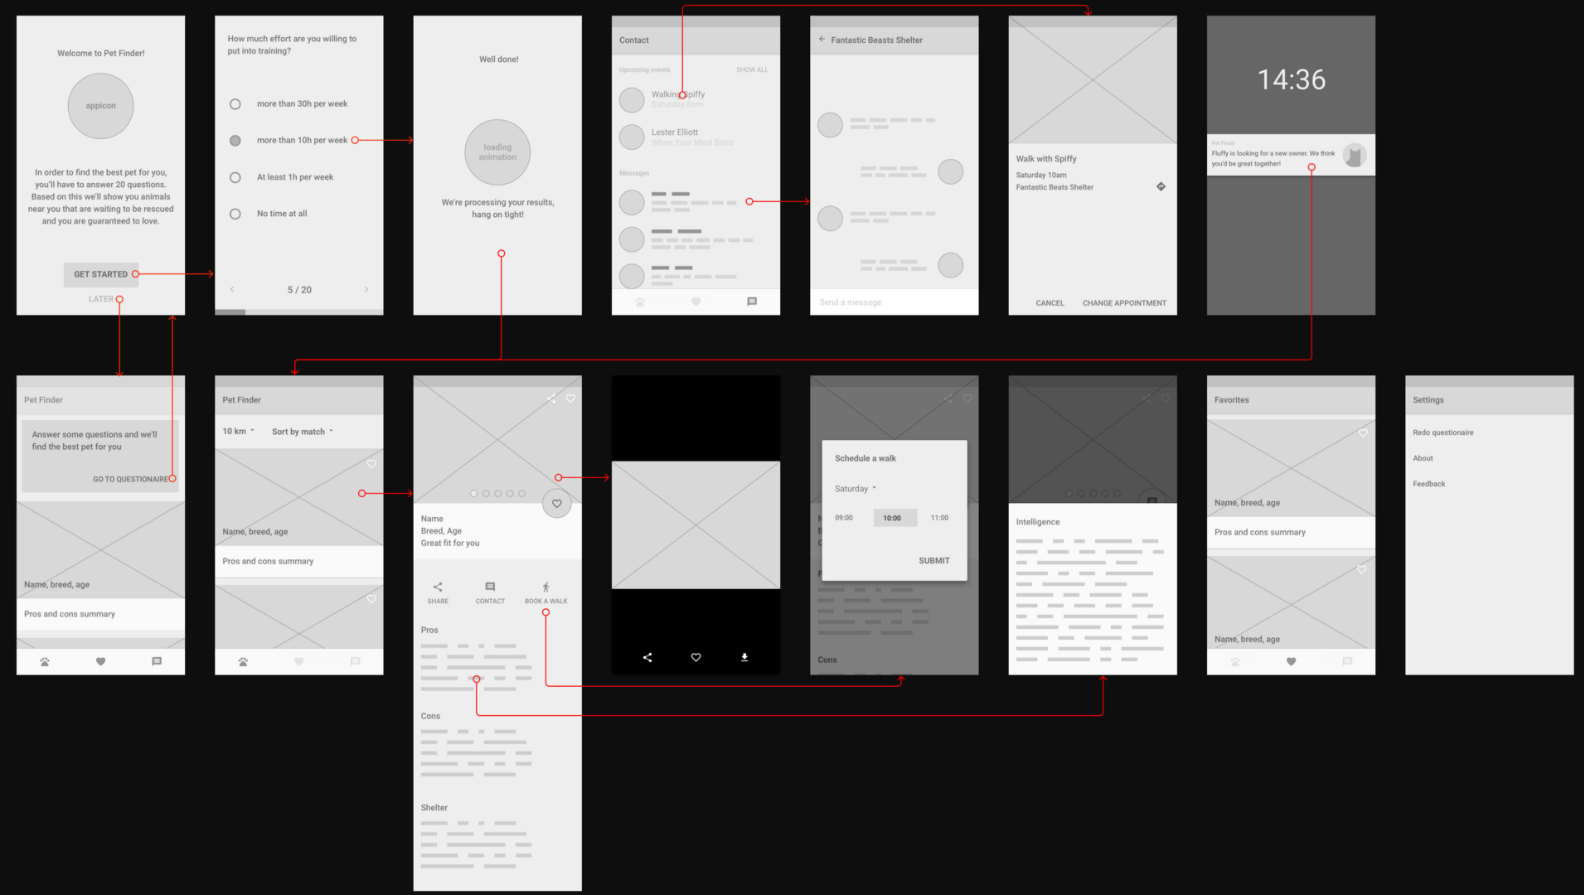 Welcome to Pet Finder!
appicon
In order to find the best pet for you,
you'll have to answer 20 questions.
Based on this we'll show you animals
near you that are waiting to be rescued
and you are guaranteed to love.
GET STARTED
LATER
How much effort are you willing to
put into training?
more than 30h per week
more than 10h per week
At least 1h per week
No time at all
5 / 20
Well done!
loading
animation
We're processing your results,
hang on tight!
Contact
Upcoming events
SHOW ALL
Walking Spiffy
Saturday 8am
Lester Elliott
When Your Meal Bites
Messages
Fantastic Beasts Shelter
Send a message
Walk with Spiffy
Saturday 10am
Fantastic Beats Shelter
CANCEL
CHANGE APPOINTMENT
14:36
Pet Finder
Fluffy is looking for a new owner. We think
you'd be great together!
Pet Finder
Answer some questions and we'll
find the best pet for you
GO TO QUESTIONAIRE
Name, breed, age
Pros and cons summary
Pet Finder
10 km
Sort by match
Name, breed, age
Pros and cons summary
Name
Breed, Age
Great fit for you
SHARE
CONTACT
BOOK A WALK
Pros
Cons
Shelter
Schedule a walk
Saturday
09:00
10:00
11:00
SUBMIT
Cons
Intelligence
Favorites
Name, breed, age
Pros and cons summary
Name, breed, age
Settings
Redo questionaire
About
Feedback